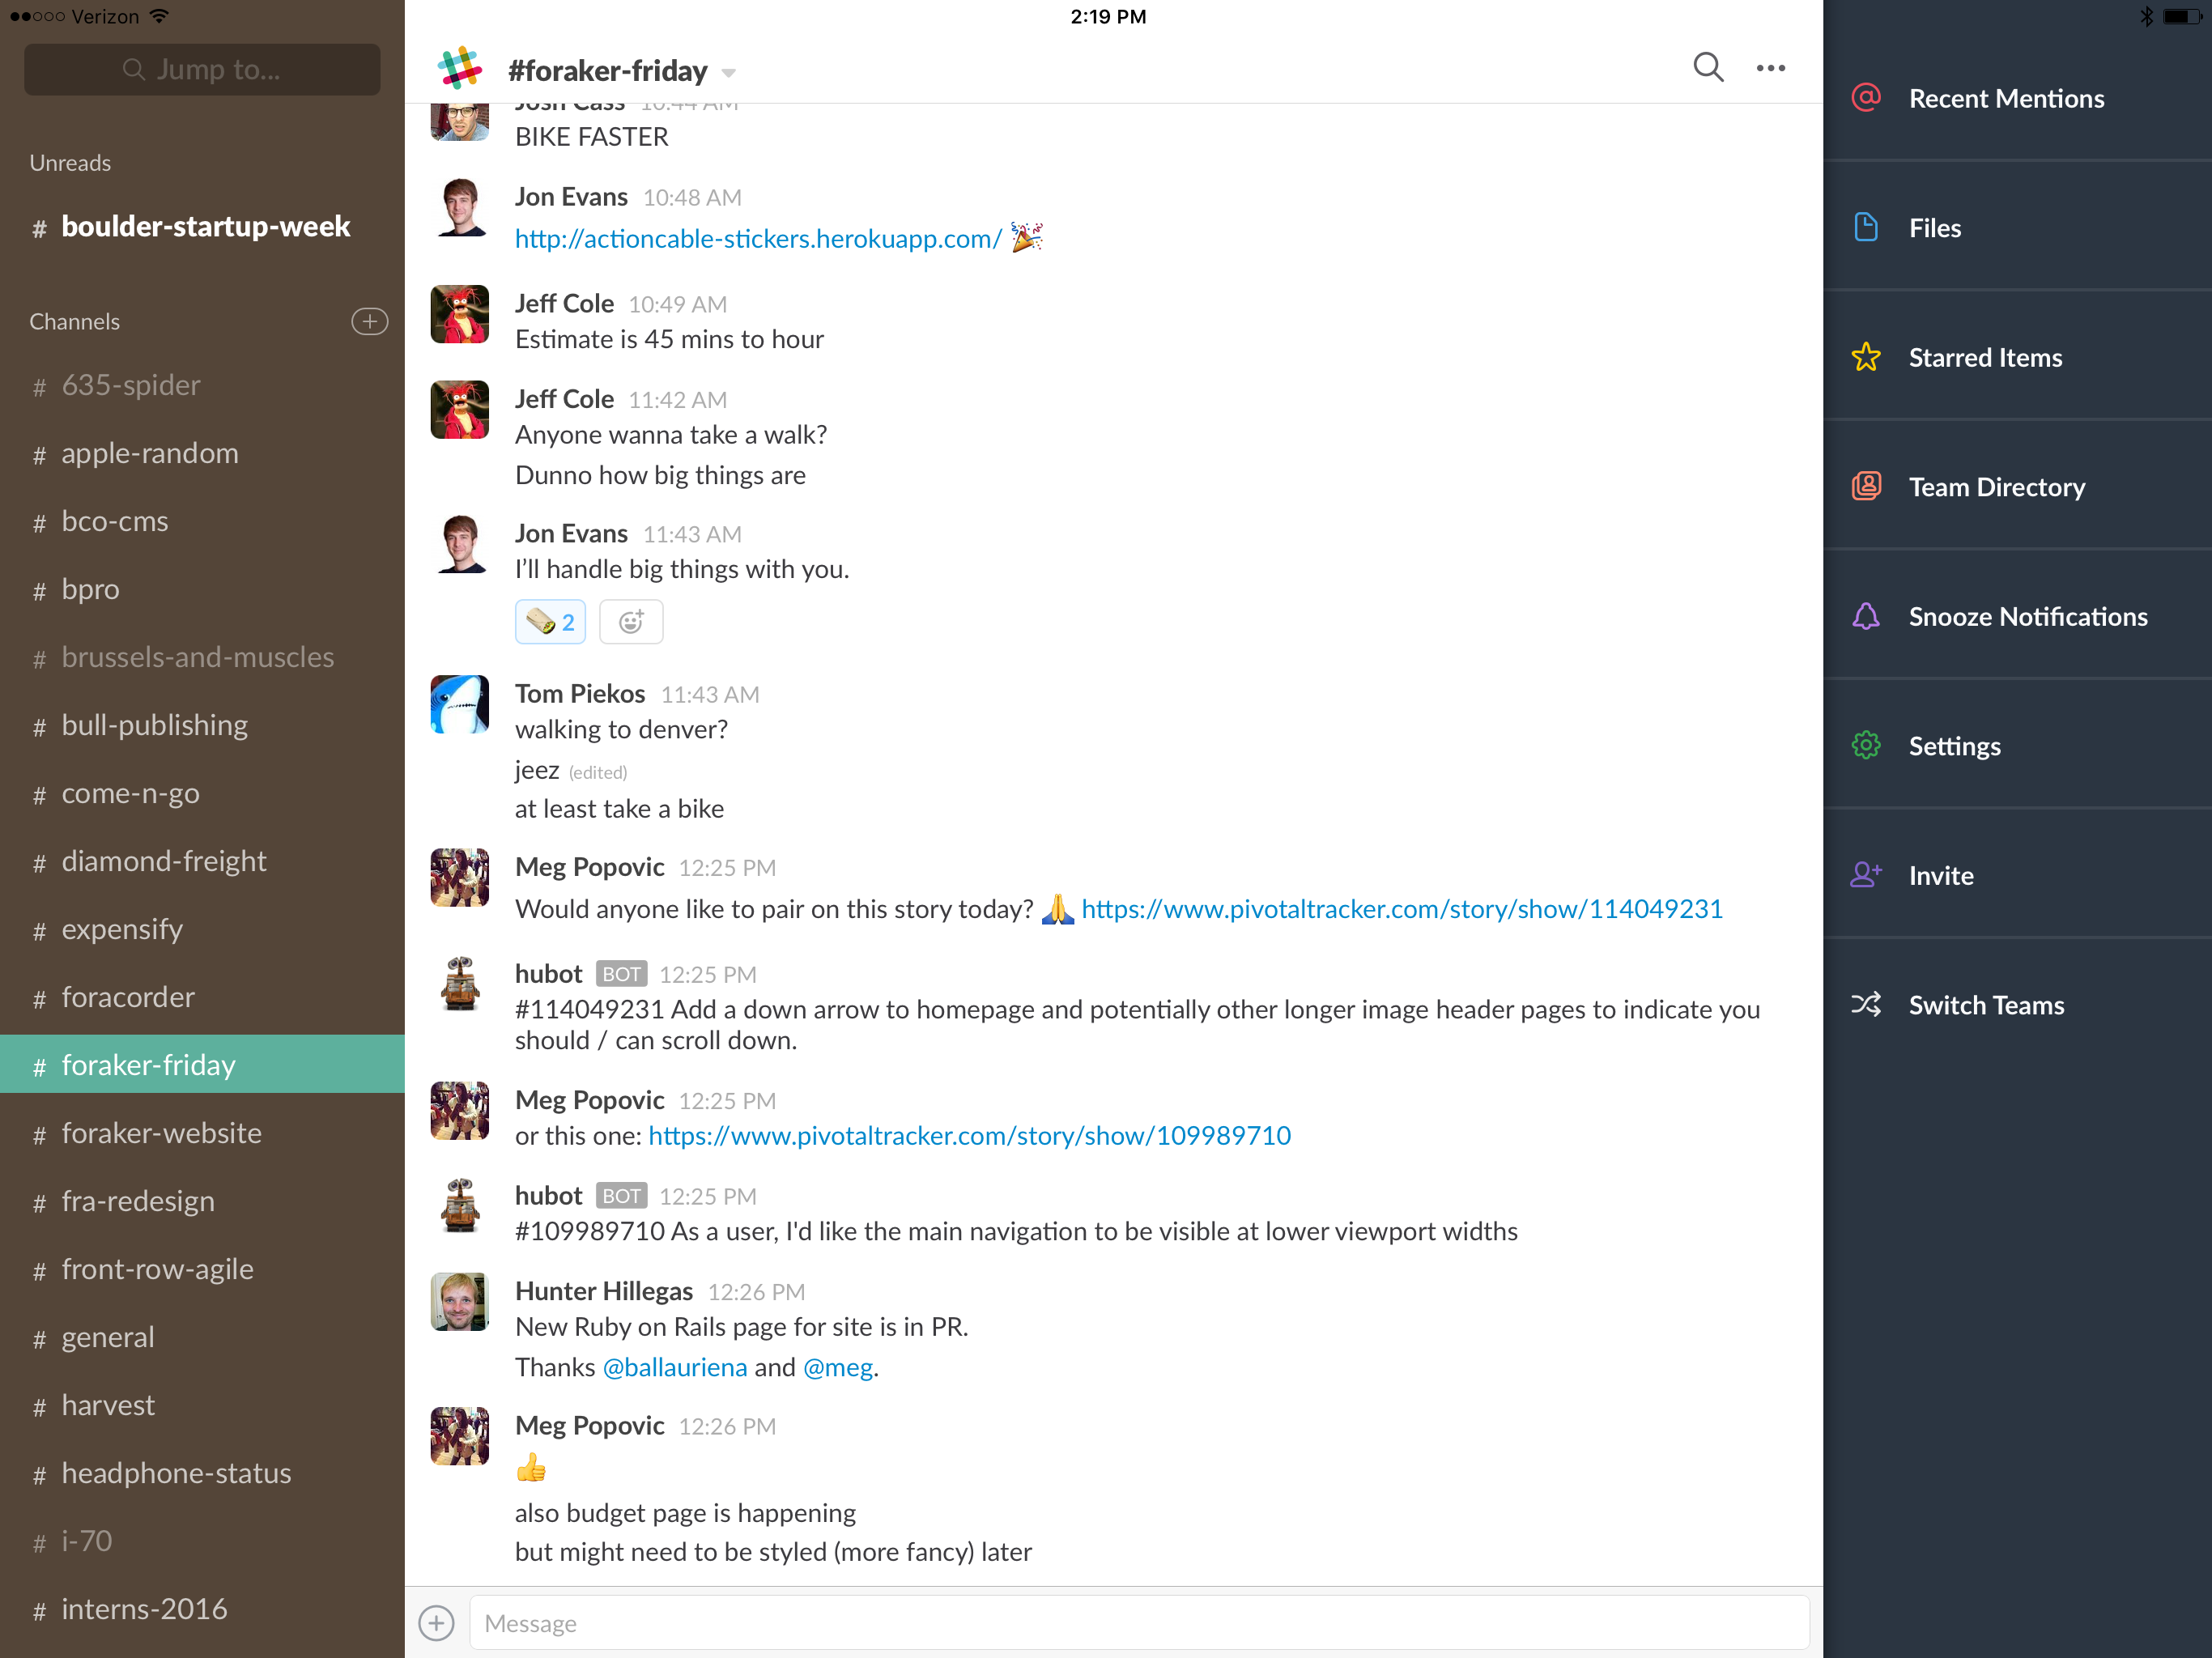 Verizon
2:19 PM
Jump to...
Unreads
# boulder-startup-week
Channels
# 635-spider
# apple-random
# bco-cms
# bpro
# brussels-and-muscles
# bull-publishing
# come-n-go
# diamond-freight
# expensify
# foracorder
# foraker-friday
# foraker-website
# fra-redesign
# front-row-agile
# general
# harvest
# headphone-status
# i-70
# interns-2016
#foraker-friday
Josh Cass 10:44 AM
BIKE FASTER
Jon Evans 10:48 AM
http://actioncable-stickers.herokuapp.com/ 🎉
Jeff Cole 10:49 AM
Estimate is 45 mins to hour
Jeff Cole 11:42 AM
Anyone wanna take a walk?
Dunno how big things are
Jon Evans 11:43 AM
I’ll handle big things with you.
🌯 2
Tom Piekos 11:43 AM
walking to denver?
jeez (edited)
at least take a bike
Meg Popovic 12:25 PM
Would anyone like to pair on this story today? 🙏 https://www.pivotaltracker.com/story/show/114049231
hubot BOT 12:25 PM
#114049231 Add a down arrow to homepage and potentially other longer image header pages to indicate you
should / can scroll down.
Meg Popovic 12:25 PM
or this one: https://www.pivotaltracker.com/story/show/109989710
hubot BOT 12:25 PM
#109989710 As a user, I'd like the main navigation to be visible at lower viewport widths
Hunter Hillegas 12:26 PM
New Ruby on Rails page for site is in PR.
Thanks @ballauriena and @meg.
Meg Popovic 12:26 PM
👍
also budget page is happening
but might need to be styled (more fancy) later
Message
Recent Mentions
Files
Starred Items
Team Directory
Snooze Notifications
Settings
Invite
Switch Teams